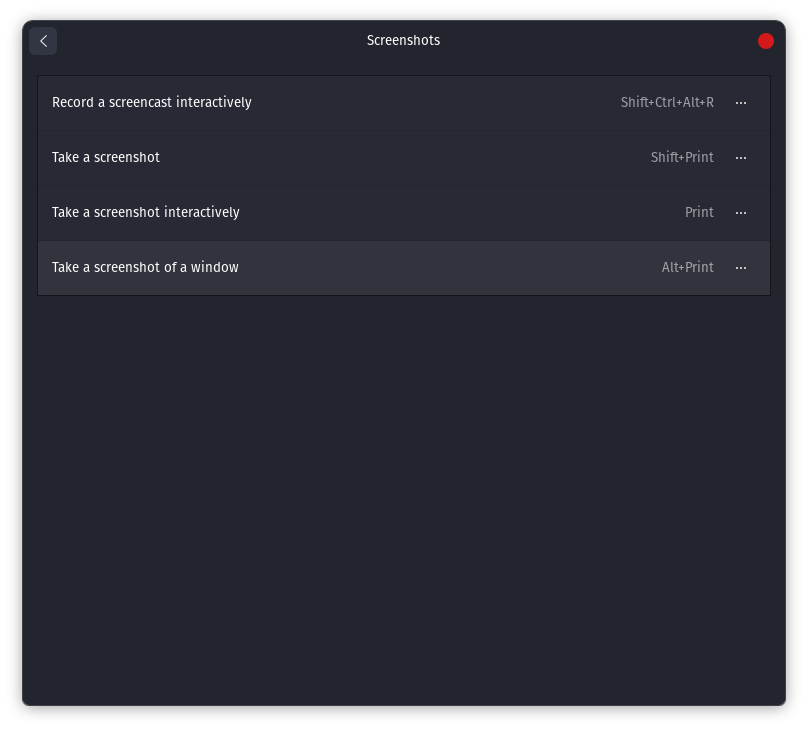 Screenshots
Record a screencast interactively Shift+Ctrl+Alt+R
Take a screenshot Shift+Print
Take a screenshot interactively Print
Take a screenshot of a window Alt+Print